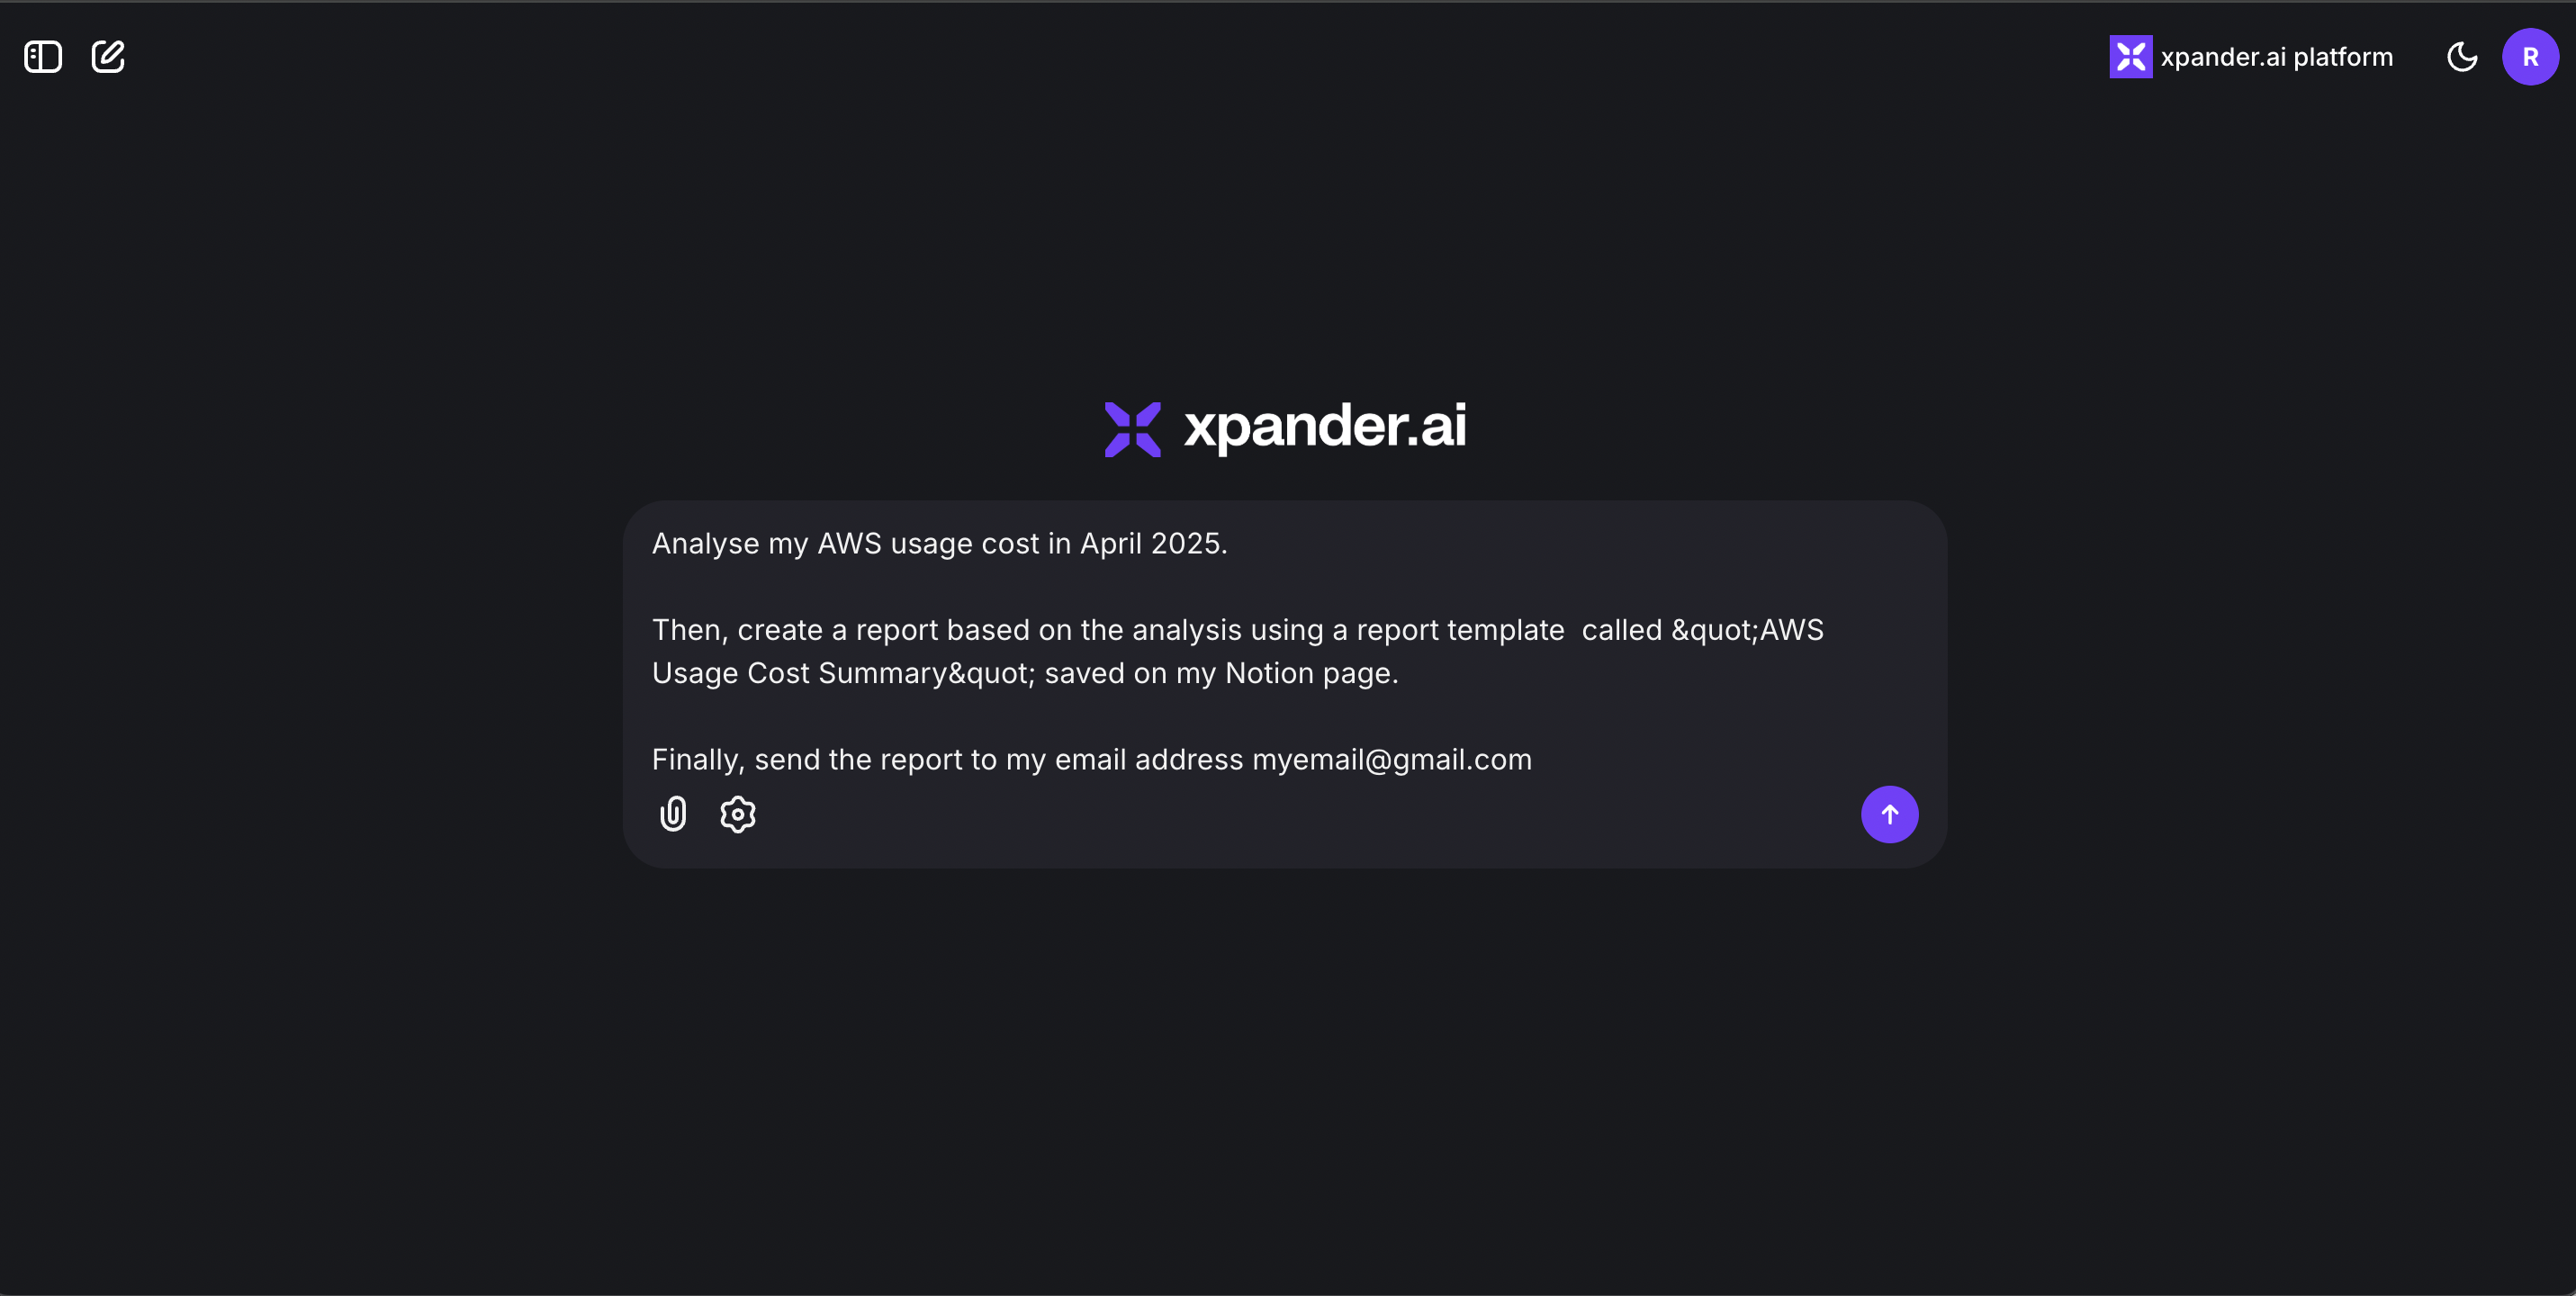 xpander.ai platform
R
xpander.ai
Analyse my AWS usage cost in April 2025.
Then, create a report based on the analysis using a report template  called &quot;AWS
Usage Cost Summary&quot; saved on my Notion page.
Finally, send the report to my email address myemail@gmail.com